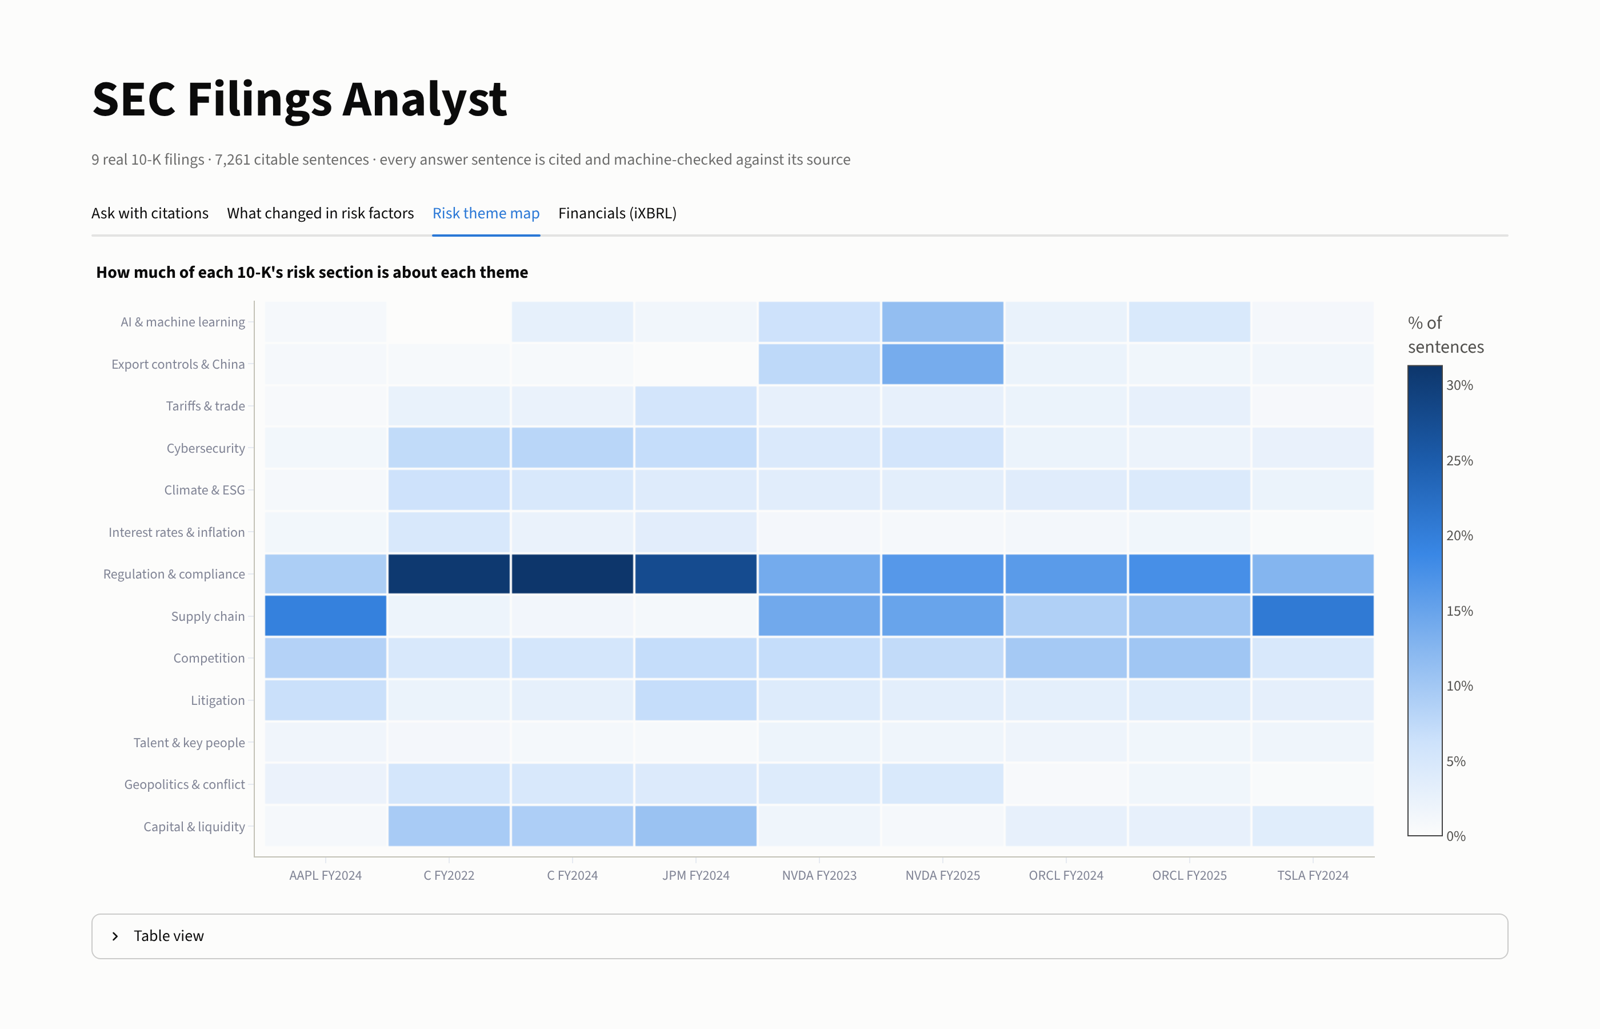 SEC Filings Analyst
9 real 10-K filings · 7,261 citable sentences · every answer sentence is cited and machine-checked against its source
Ask with citations What changed in risk factors Risk theme map Financials (iXBRL)
How much of each 10-K's risk section is about each theme
AI & machine learning
Export controls & China
Tariffs & trade
Cybersecurity
Climate & ESG
Interest rates & inflation
Regulation & compliance
Supply chain
Competition
Litigation
Talent & key people
Geopolitics & conflict
Capital & liquidity
AAPL FY2024 C FY2022 C FY2024 JPM FY2024 NVDA FY2023 NVDA FY2025 ORCL FY2024 ORCL FY2025 TSLA FY2024
% of
sentences
30%
25%
20%
15%
10%
5%
0%
Table view